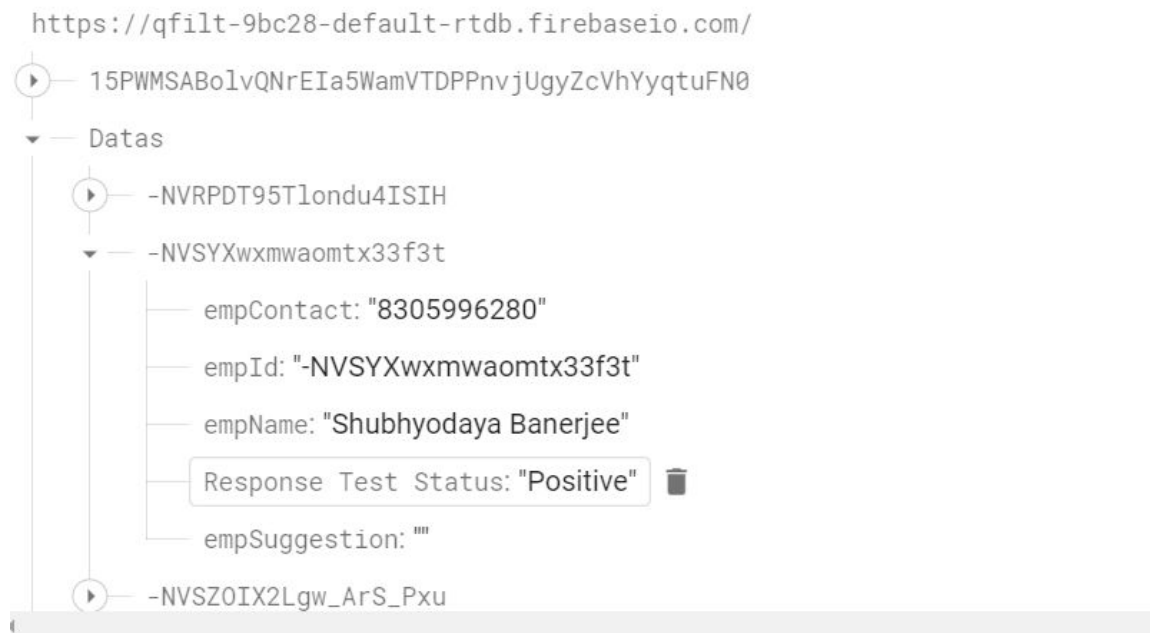 https://qfilt-9bc28-default-rtdb.firebaseio.com/
15PWMSABolvQNrEIa5WamVTDPPnvjUgyZcVhYyqtuFN0
Datas
-NVRPDT95Tlondu4ISIH
-NVSYXwxmwaomtx33f3t
empContact: "8305996280"
empId: "-NVSYXwxmwaomtx33f3t"
empName: "Shubhyodaya Banerjee"
Response Test Status: "Positive"
empSuggestion: ""
-NVSZOIX2Lgw_ArS_Pxu